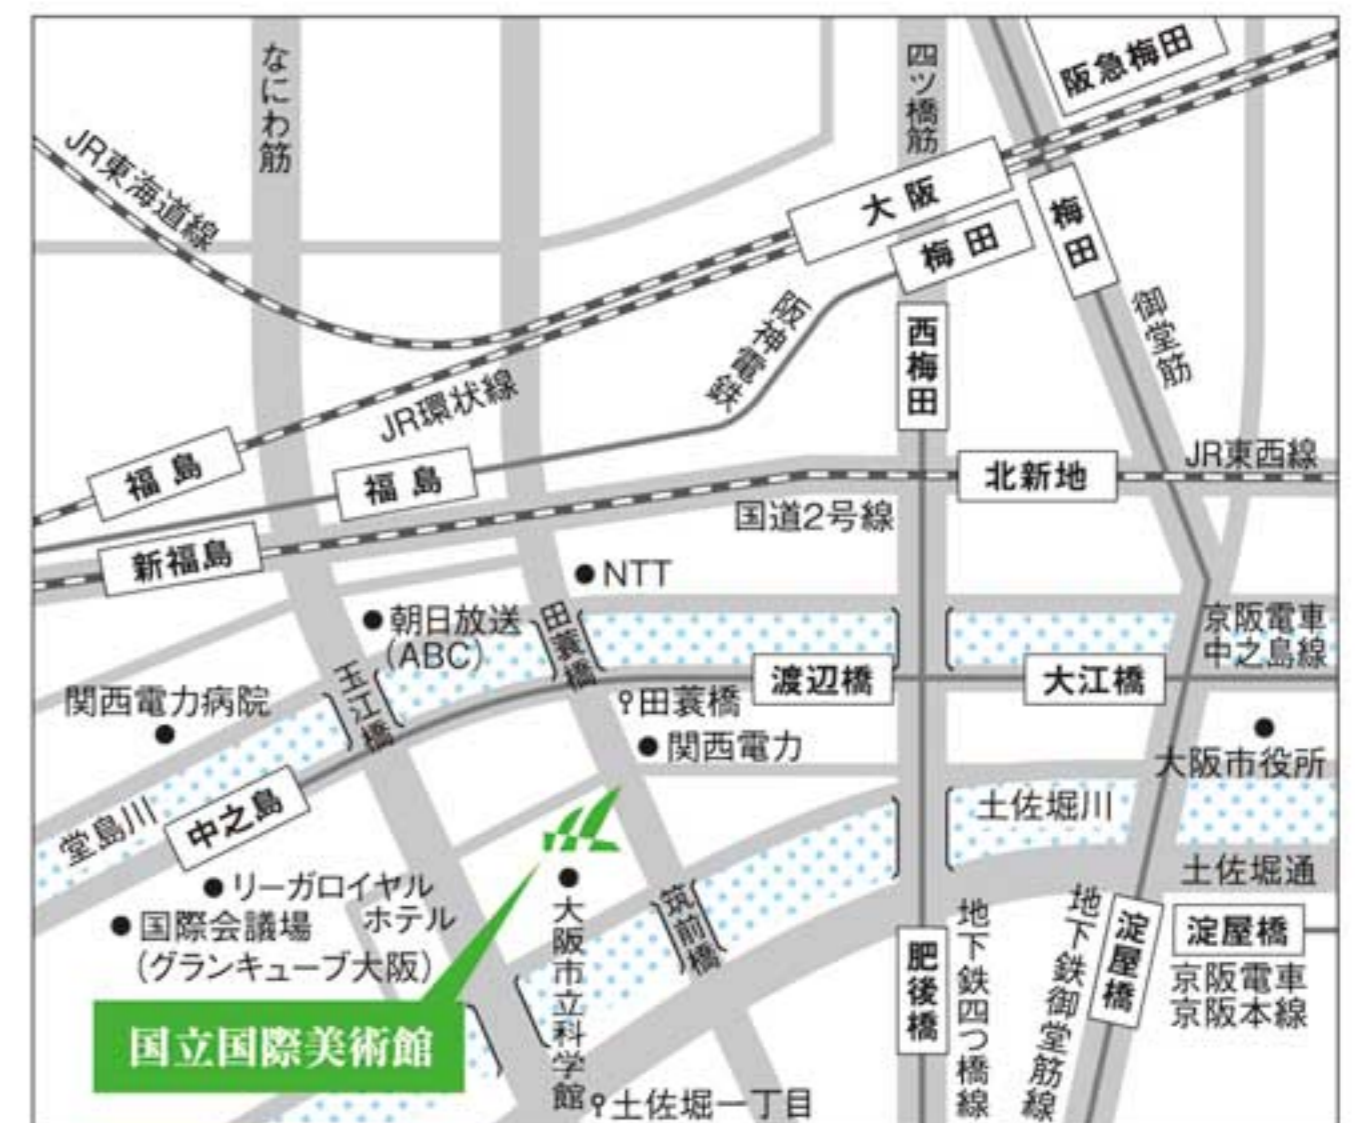 なにわ筋
四ツ橋筋
阪急梅田
JR東海道線
大阪
梅田
梅田
阪神電鉄
西梅田
御堂筋
JR環状線
福島
福島
新福島
国道2号線
北新地
JR東西線
NTT
朝日放送
(ABC)
田蓑橋
玉江橋
関西電力病院
渡辺橋
大江橋
京阪電車
中之島線
田蓑橋
関西電力
大阪市役所
堂島川
中之島
土佐堀川
土佐堀通
リーガロイヤル
ホテル
国際会議場
(グランキューブ大阪)
大阪市立科学館
筑前橋
肥後橋
地下鉄四つ橋線
地下鉄御堂筋線
淀屋橋
淀屋橋
京阪電車
京阪本線
国立国際美術館
土佐堀一丁目